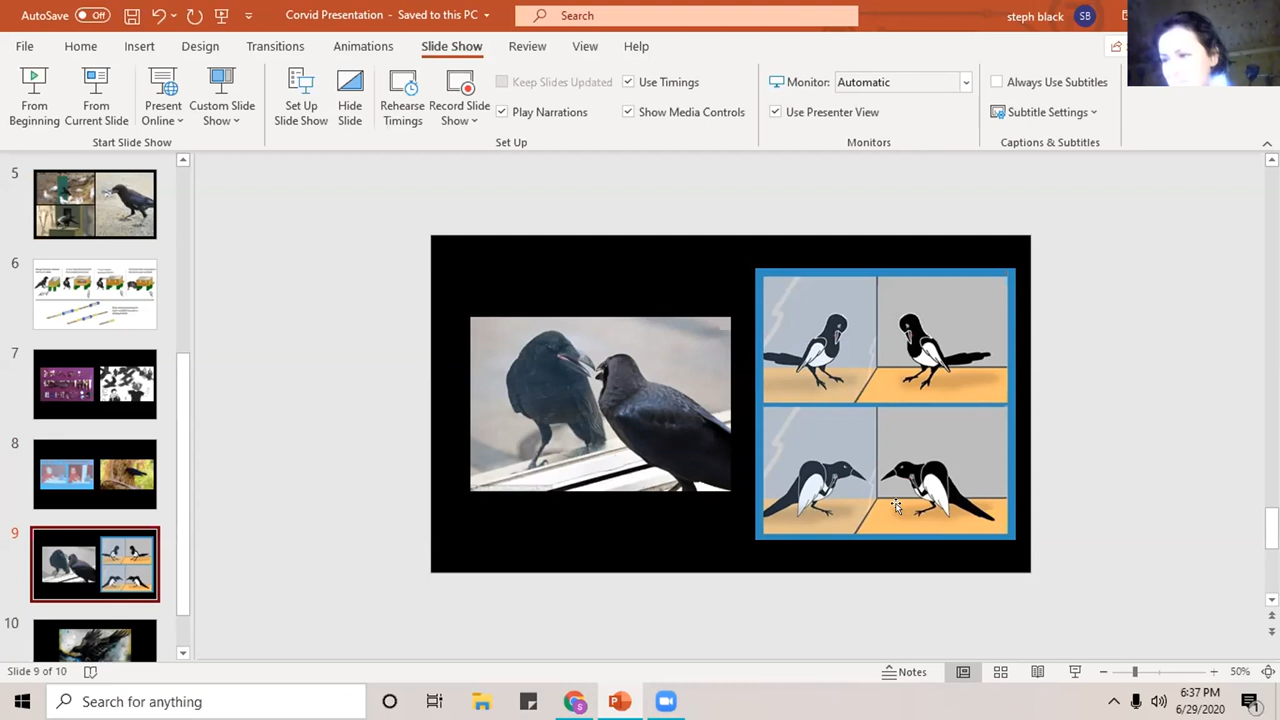 AutoSave Off Corvid Presentation - Saved to this PC Search steph black SB
File Home Insert Design Transitions Animations Slide Show Review View Help
From Beginning From Current Slide Present Online Custom Slide Show Set Up Slide Show Hide Slide Rehearse Timings Record Slide Show
Keep Slides Updated Use Timings Monitor: Automatic Always Use Subtitles
Play Narrations Show Media Controls Use Presenter View Subtitle Settings
Start Slide Show Set Up Monitors Captions & Subtitles
5
6
7
8
9
10
Slide 9 of 10 Notes 50%
Search for anything 6:37 PM
6/29/2020 1